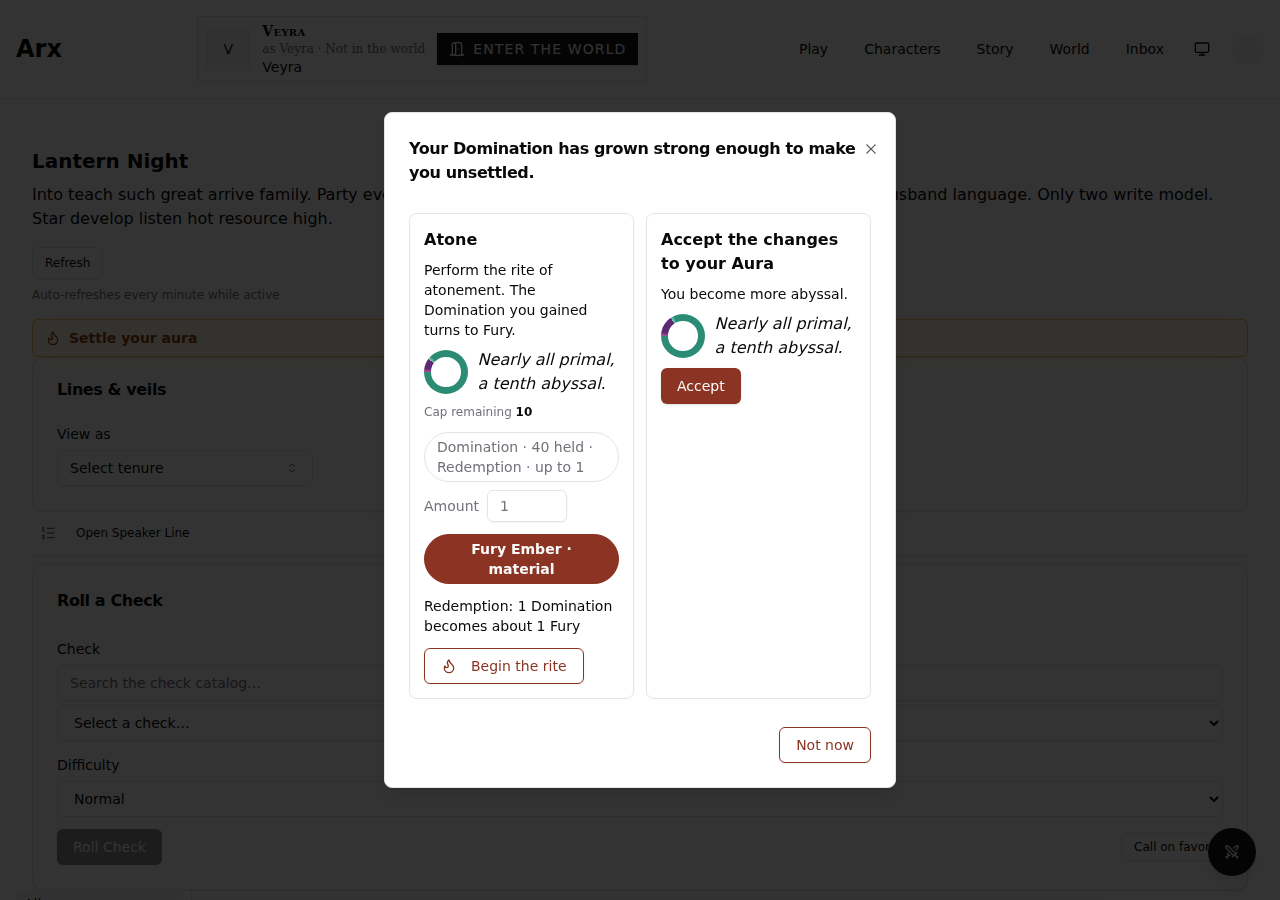 Arx
V
Veyra
as Veyra · Not in the world
Veyra
ENTER THE WORLD
Play
Characters
Story
World
Inbox
Lantern Night
Into teach such great arrive family. Party
husband language. Only two write model.
Star develop listen hot resource high.
Refresh
Auto-refreshes every minute while active
Settle your aura
Lines & veils
View as
Select tenure
Open Speaker Line
Roll a Check
Check
Search the check catalog…
Select a check…
Difficulty
Normal
Roll Check
Call on favor
Your Domination has grown strong enough to make
you unsettled.
Atone
Perform the rite of
atonement. The
Domination you gained
turns to Fury.
Nearly all primal,
a tenth abyssal.
Cap remaining 10
Domination · 40 held ·
Redemption · up to 1
Amount
1
Fury Ember ·
material
Redemption: 1 Domination
becomes about 1 Fury
Begin the rite
Accept the changes
to your Aura
You become more abyssal.
Nearly all primal,
a tenth abyssal.
Accept
Not now